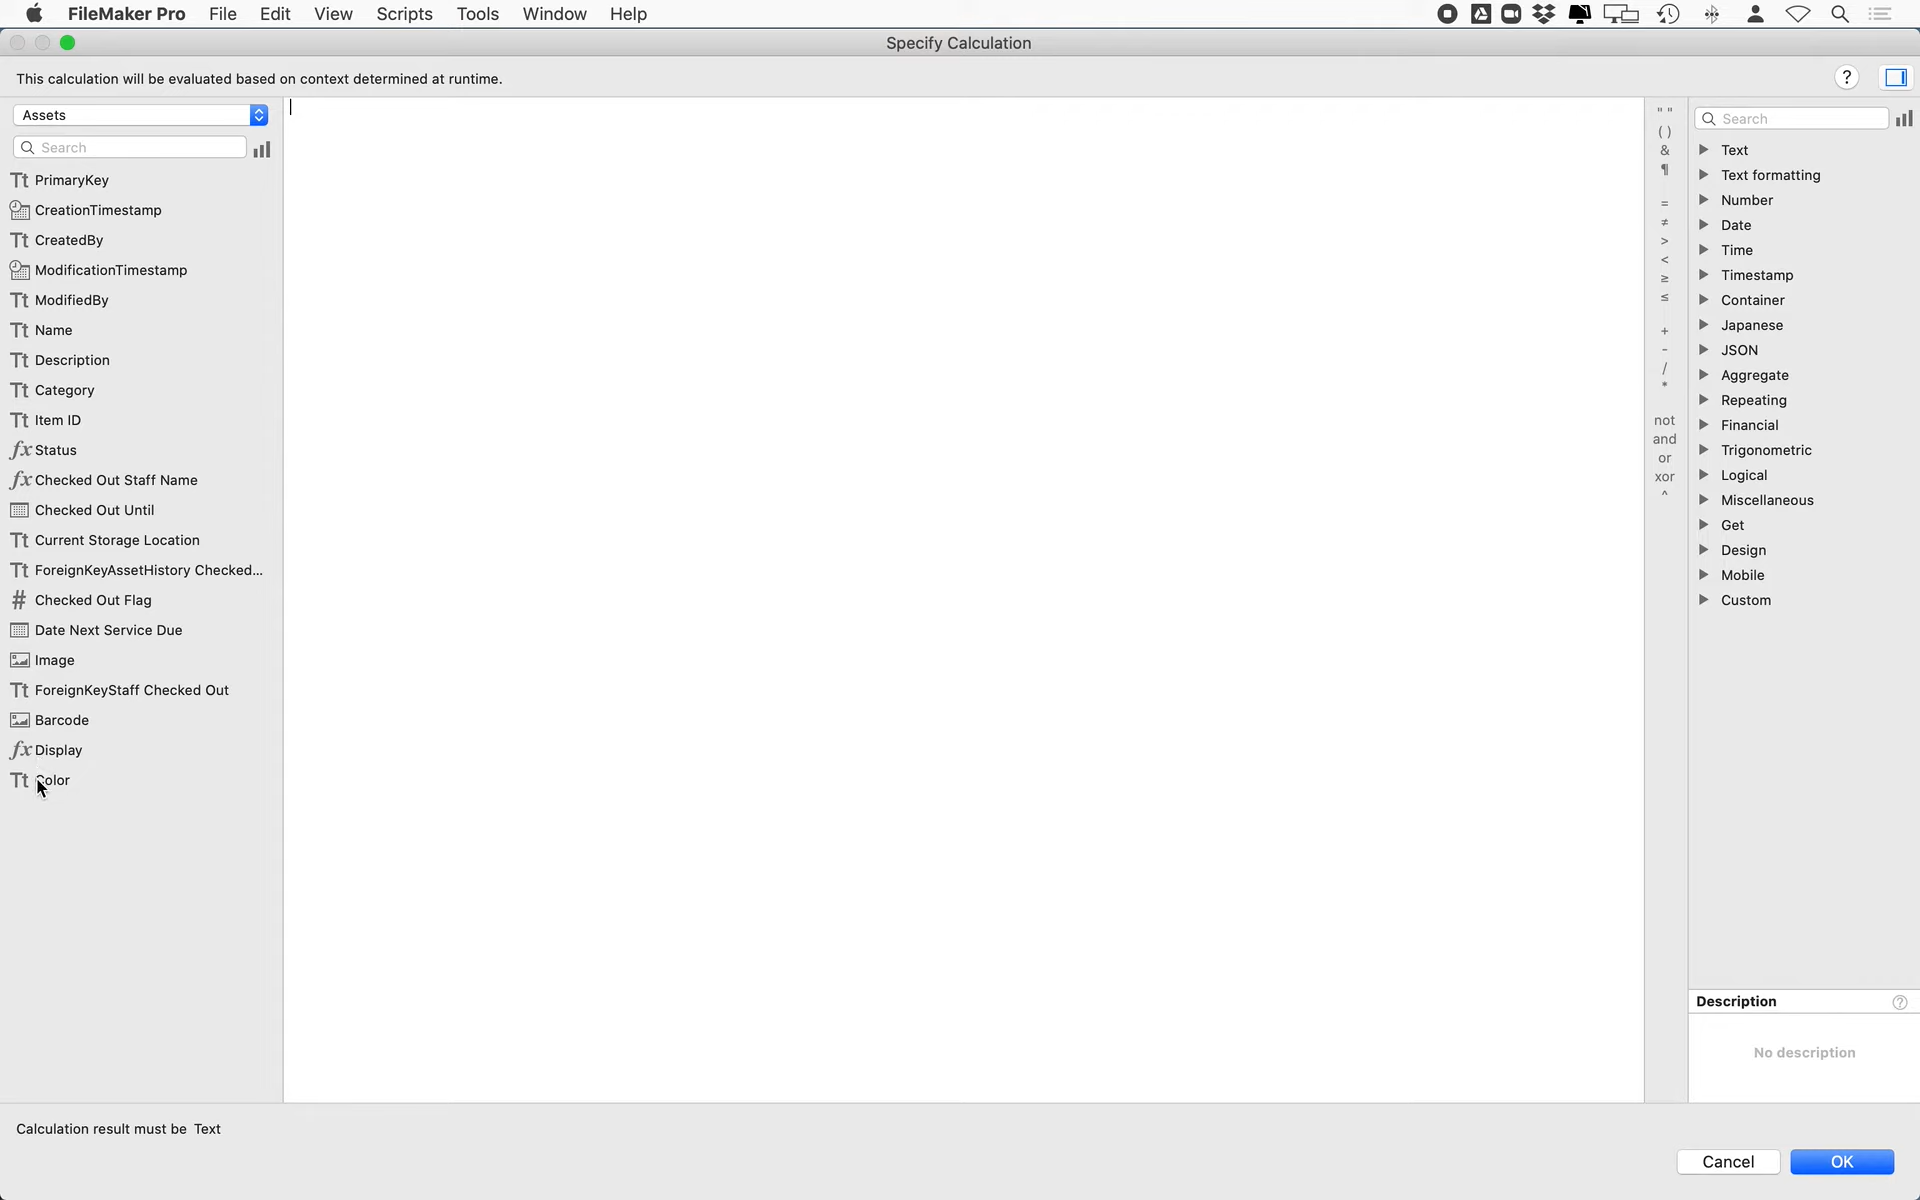 FileMaker Pro File Edit View Scripts Tools Window Help
Specify Calculation
This calculation will be evaluated based on context determined at runtime.
?
Assets
Search
PrimaryKey
CreationTimestamp
CreatedBy
ModificationTimestamp
ModifiedBy
Name
Description
Category
Item ID
Status
Checked Out Staff Name
Checked Out Until
Current Storage Location
ForeignKeyAssetHistory Checked...
Checked Out Flag
Date Next Service Due
Image
ForeignKeyStaff Checked Out
Barcode
Display
Color
" "
( )
&
¶
=
≠
>
<
≥
≤
+
-
/
*
not
and
or
xor
^
Search
Text
Text formatting
Number
Date
Time
Timestamp
Container
Japanese
JSON
Aggregate
Repeating
Financial
Trigonometric
Logical
Miscellaneous
Get
Design
Mobile
Custom
Description ?
No description
Calculation result must be Text
Cancel OK